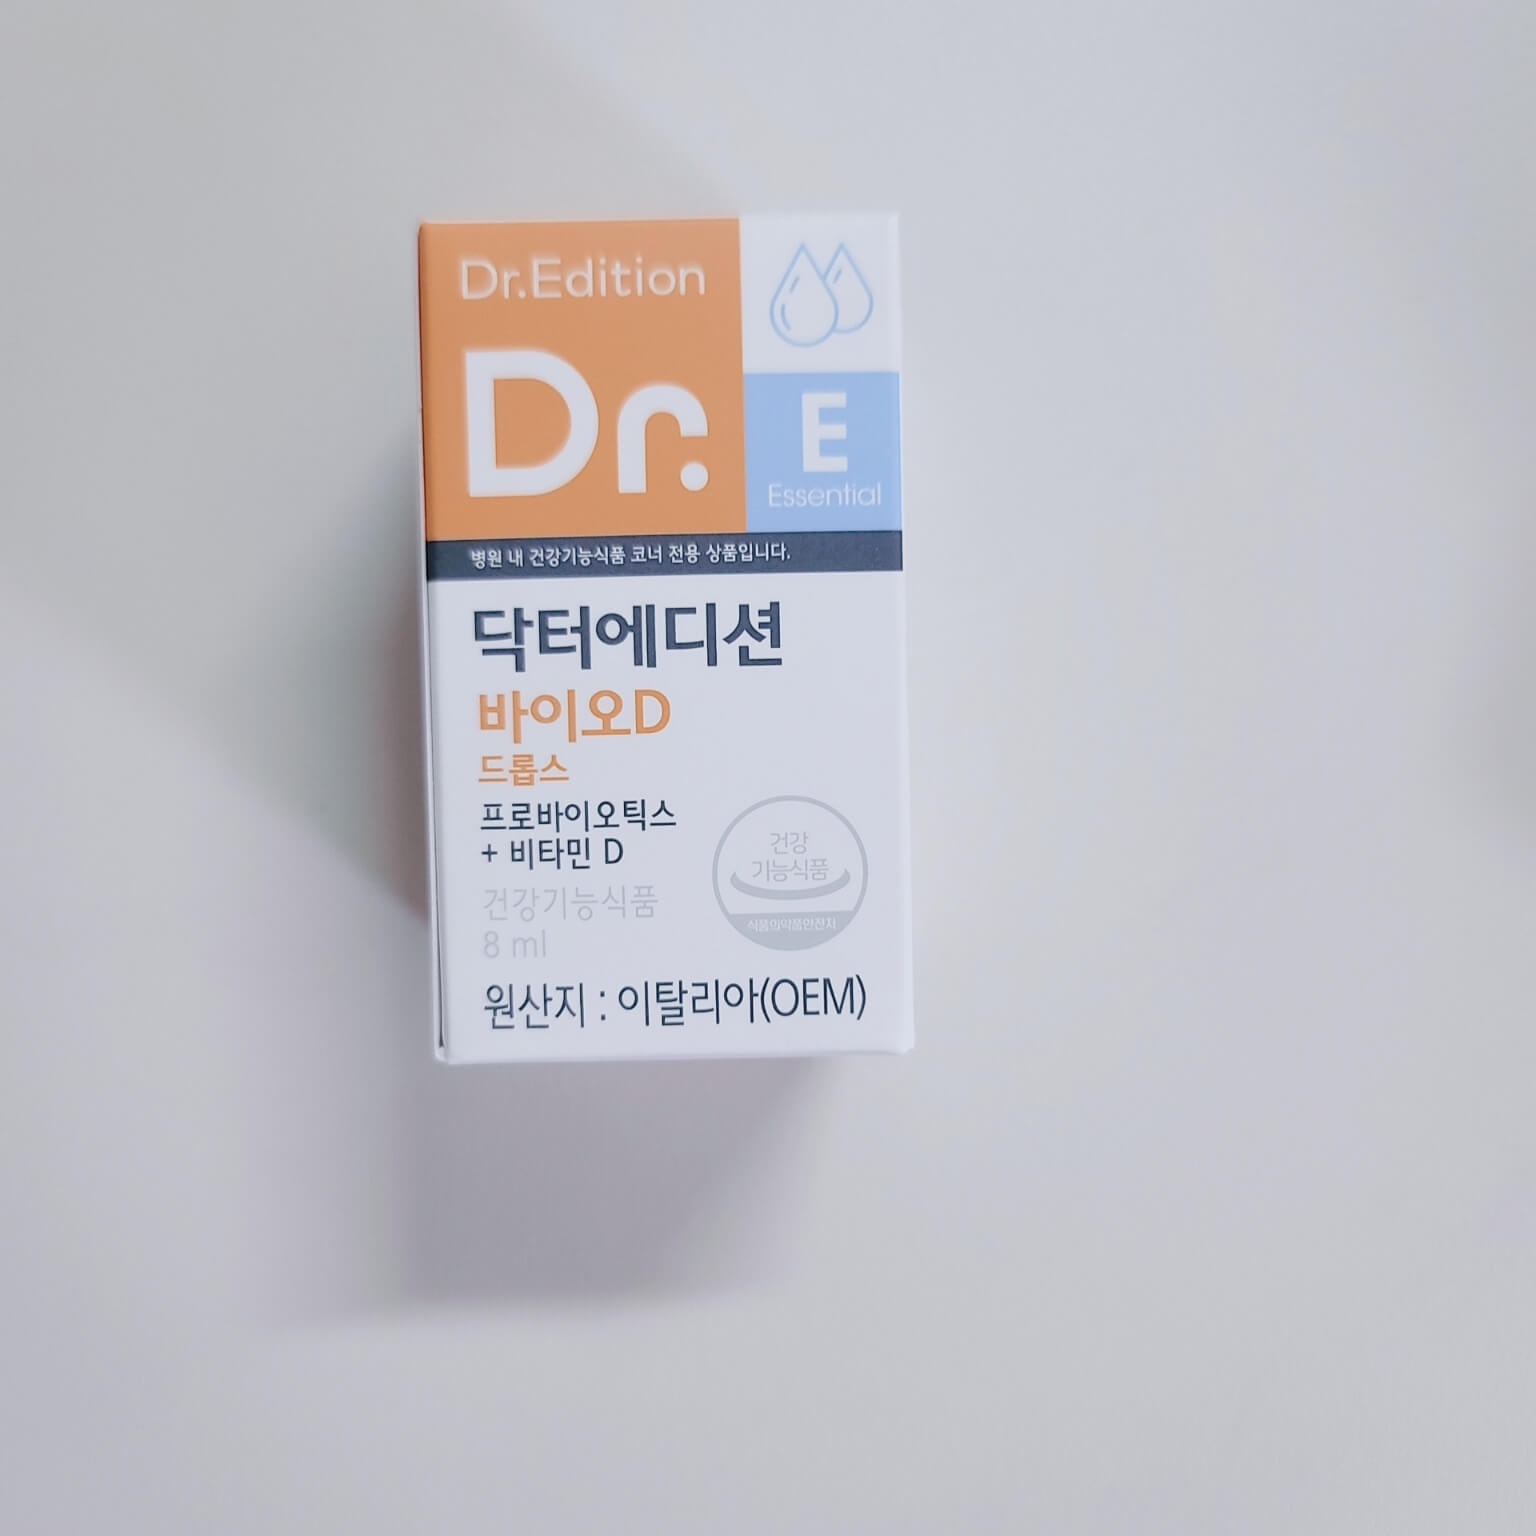 Dr.Edition
Dr.
E
Essential
병원 내 건강기능식품 코너 전용 상품입니다.
닥터에디션
바이오D
드롭스
프로바이오틱스
+ 비타민 D
건강기능식품
8 ml
건강
기능식품
식품의약품안전처
원산지 : 이탈리아(OEM)